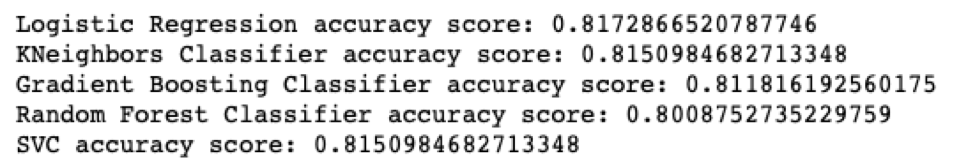 Logistic Regression accuracy score: 0.8172866520787746
KNeighbors Classifier accuracy score: 0.8150984682713348
Gradient Boosting Classifier accuracy score: 0.811816192560175
Random Forest Classifier accuracy score: 0.8008752735229759
SVC accuracy score: 0.8150984682713348